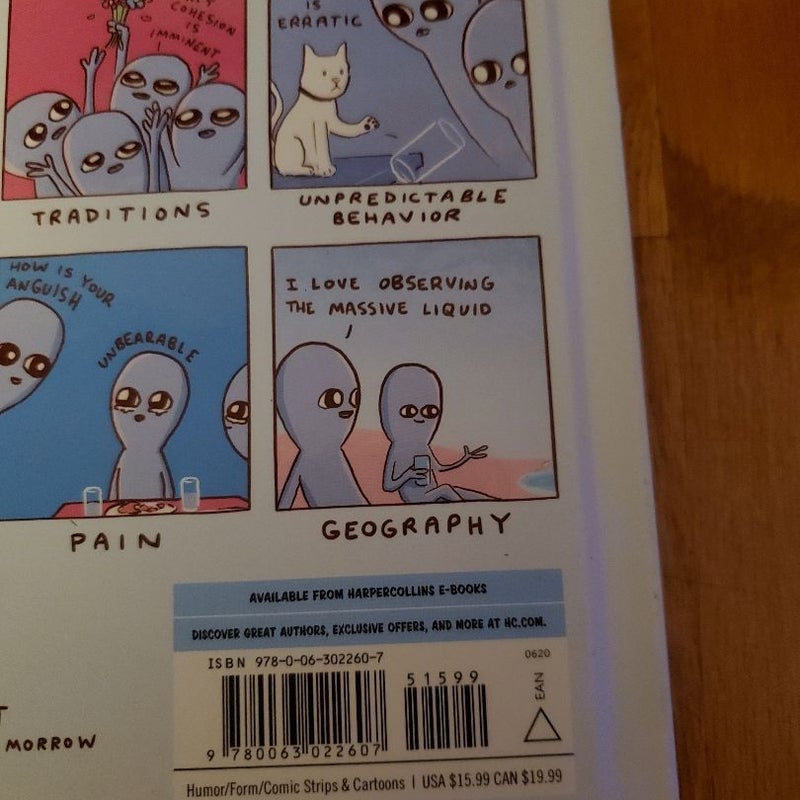 COHESION
IS
IMMINENT
IS
ERRATIC
TRADITIONS
UNPREDICTABLE
BEHAVIOR
HOW IS YOUR
ANGUISH
UNBEARABLE
I LOVE OBSERVING
THE MASSIVE LIQUID
PAIN
GEOGRAPHY
AVAILABLE FROM HARPERCOLLINS E-BOOKS
DISCOVER GREAT AUTHORS, EXCLUSIVE OFFERS, AND MORE AT HC.COM.
ISBN 978-0-06-302260-7
51599
0620
EAN
9 780063 022607
MORROW
Humor/Form/Comic Strips & Cartoons | USA $15.99 CAN $19.99